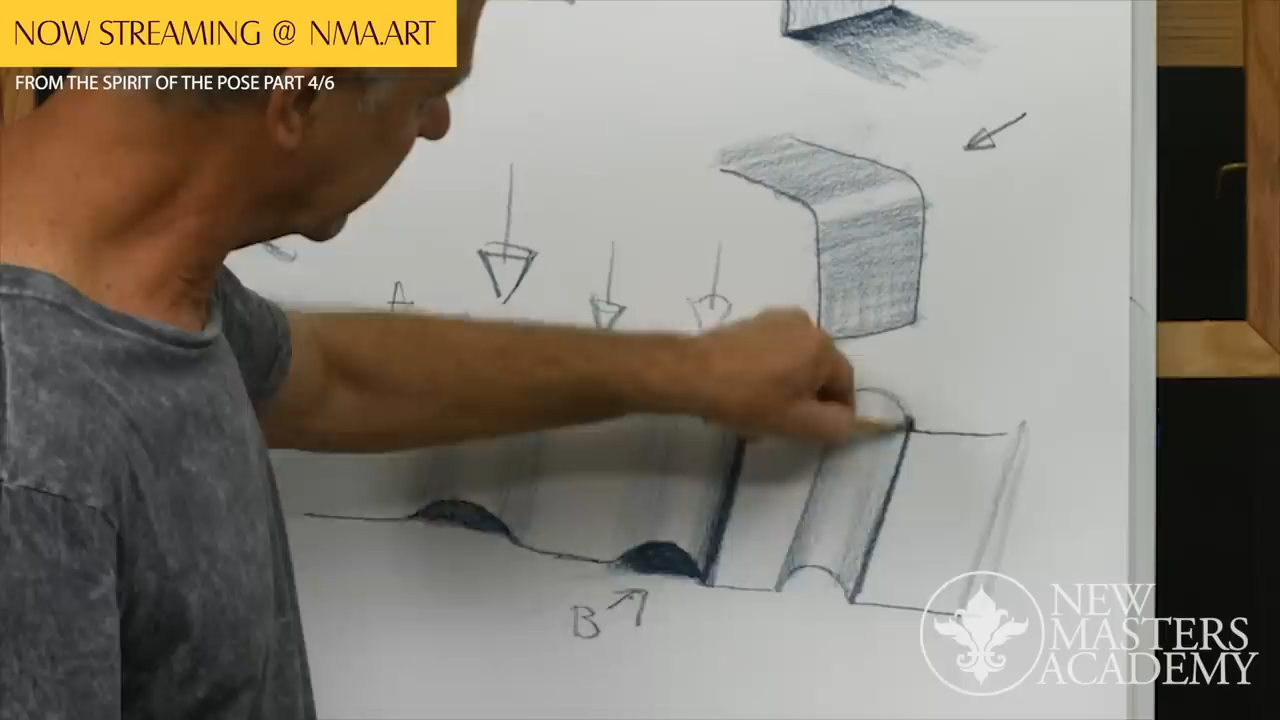 NOW STREAMING @ NMA.ART
FROM THE SPIRIT OF THE POSE PART 4/6
A
B
NEW
MASTERS
ACADEMY